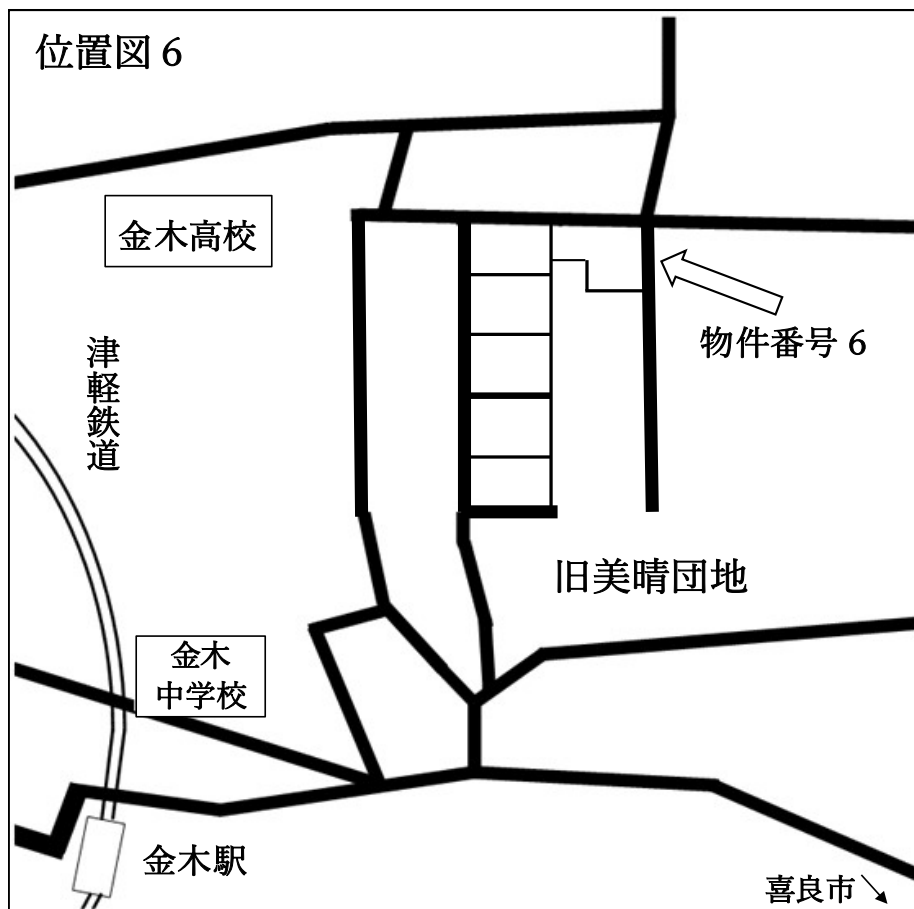 位置図6
金木高校
津軽鉄道
物件番号6
旧美晴団地
金木
中学校
金木駅
喜良市